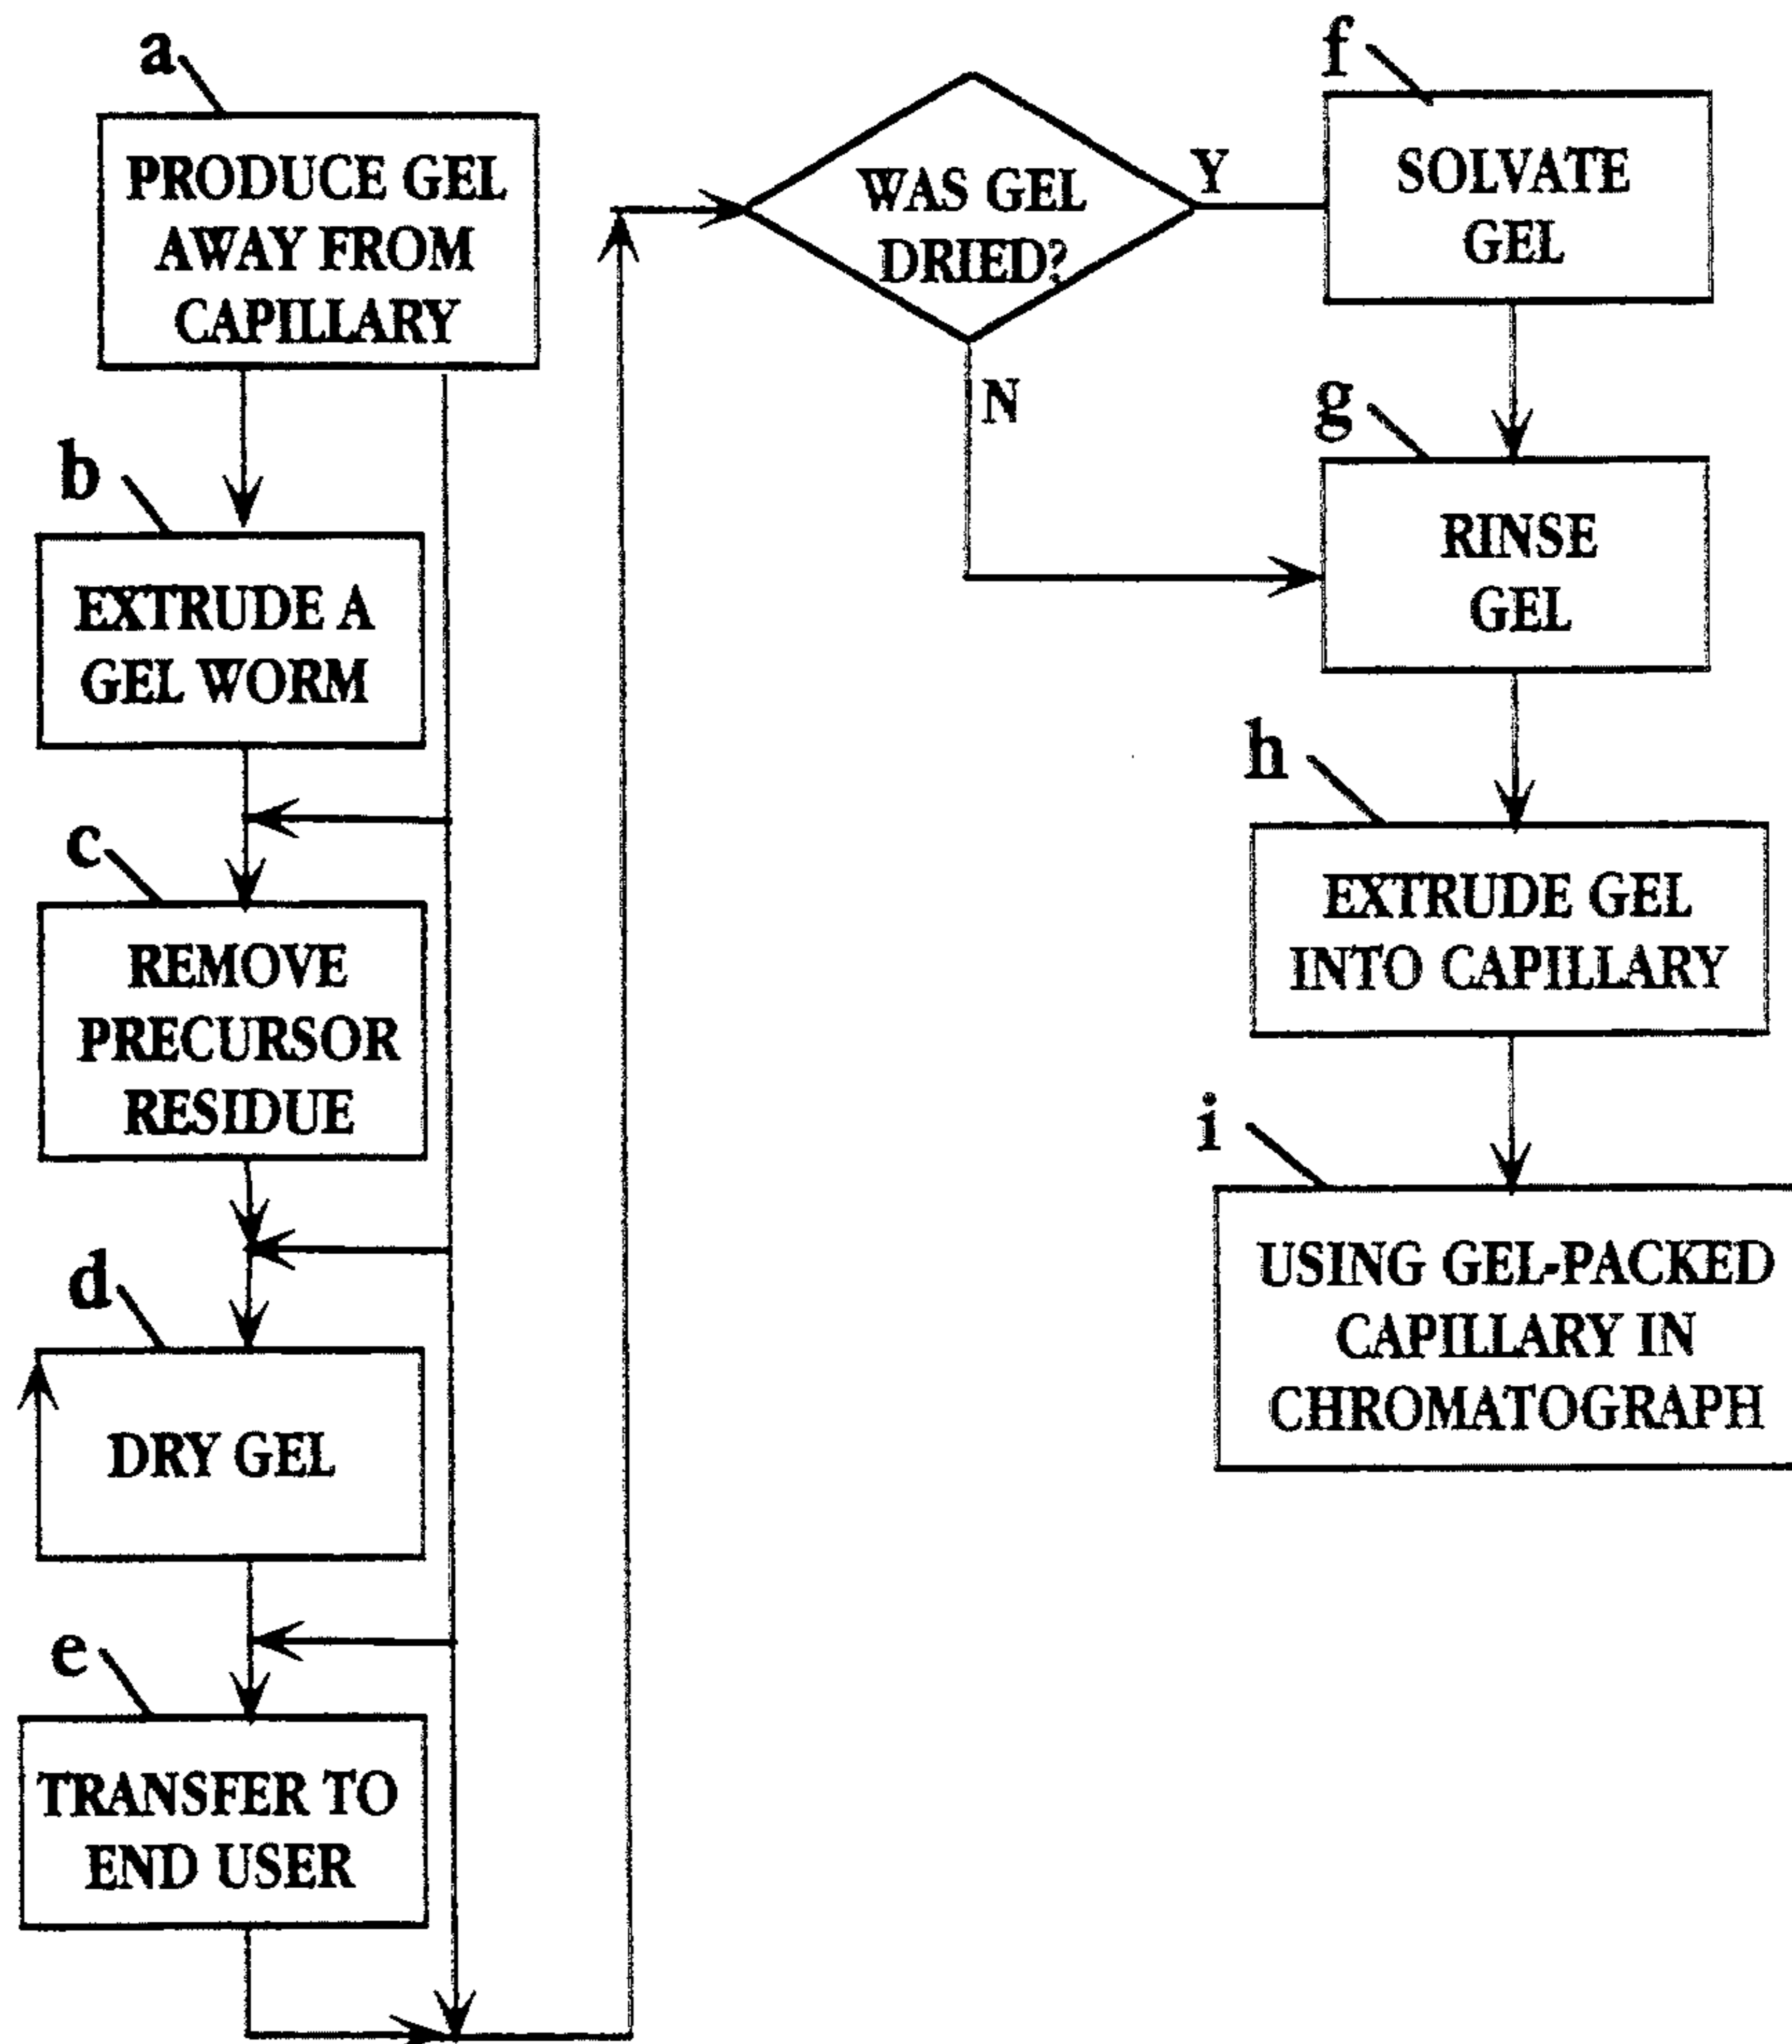 a
PRODUCE GEL
AWAY FROM
CAPILLARY
b
EXTRUDE A
GEL WORM
c
REMOVE
PRECURSOR
RESIDUE
d
DRY GEL
e
TRANSFER TO
END USER
WAS GEL
DRIED?
Y
N
f
SOLVATE
GEL
g
RINSE
GEL
h
EXTRUDE GEL
INTO CAPILLARY
i
USING GEL-PACKED
CAPILLARY IN
CHROMATOGRAPH